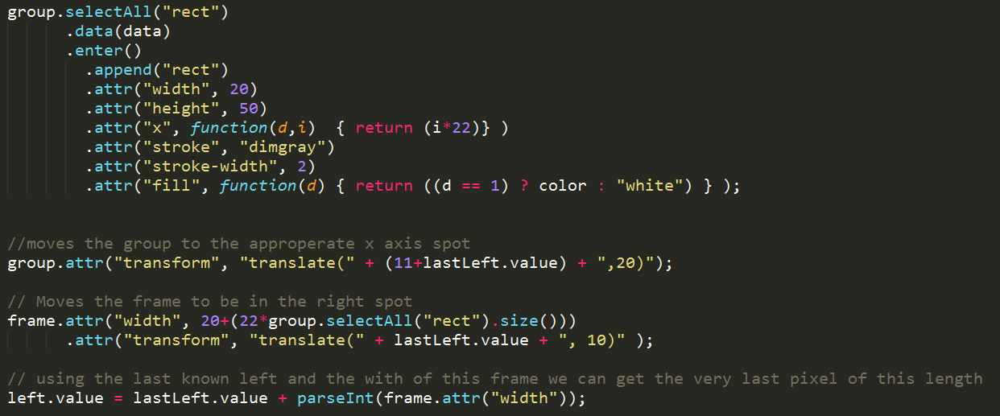 group.selectAll("rect")
.data(data)
.enter()
.append("rect")
.attr("width", 20)
.attr("height", 50)
.attr("x", function(d,i)  { return (i*22)} )
.attr("stroke", "dimgray")
.attr("stroke-width", 2)
.attr("fill", function(d) { return ((d == 1) ? color : "white") } );
//moves the group to the approperate x axis spot
group.attr("transform", "translate(" + (11+lastLeft.value) + ",20)");
// Moves the frame to be in the right spot
frame.attr("width", 20+(22*group.selectAll("rect").size()))
.attr("transform", "translate(" + lastLeft.value + ", 10)" );
// using the last known left and the with of this frame we can get the very last pixel of this length
left.value = lastLeft.value + parseInt(frame.attr("width"));